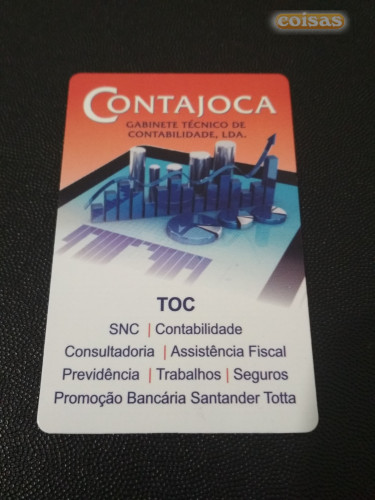 coisas
CONTAJOCA
GABINETE TÉCNICO DE
CONTABILIDADE, LDA.
TOC
SNC | Contabilidade
Consultadoria | Assistência Fiscal
Previdência | Trabalhos | Seguros
Promoção Bancária Santander Totta